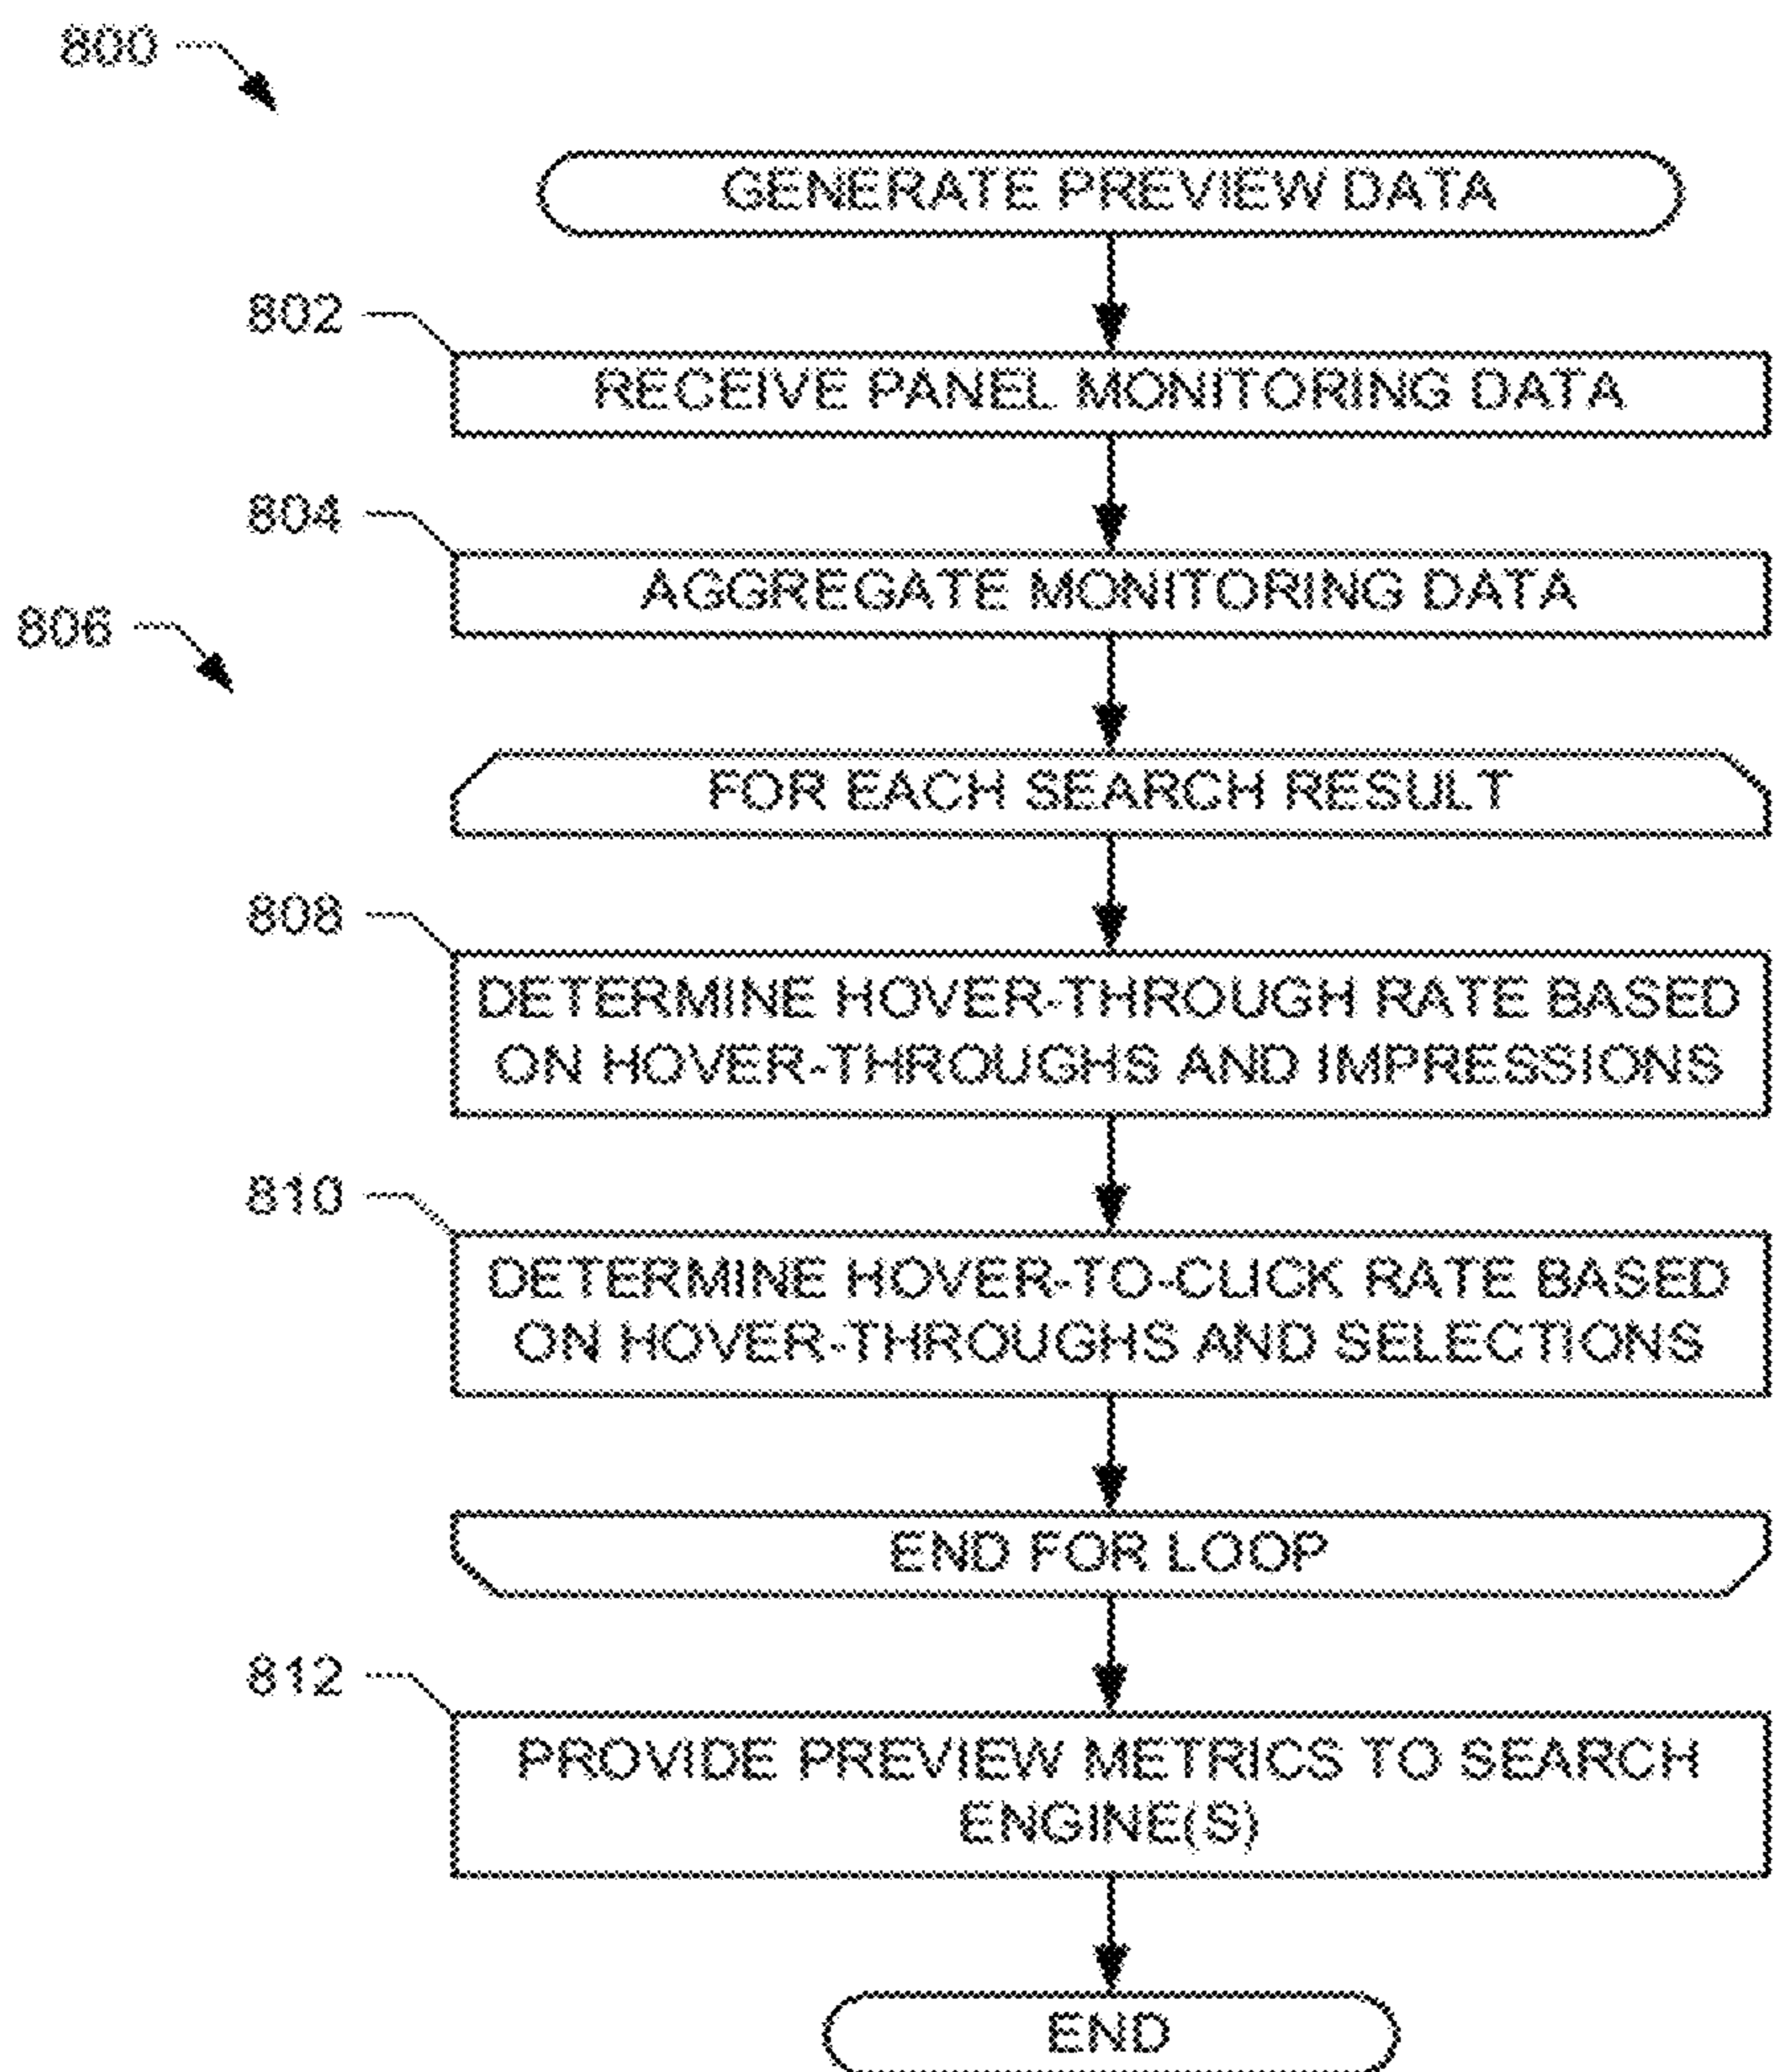 800
GENERATE PREVIEW DATA
802
RECEIVE PANEL MONITORING DATA
804
AGGREGATE MONITORING DATA
806
FOR EACH SEARCH RESULT
808
DETERMINE HOVER-THROUGH RATE BASED
ON HOVER-THROUGHS AND IMPRESSIONS
810
DETERMINE HOVER-TO-CLICK RATE BASED
ON HOVER-THROUGHS AND SELECTIONS
END FOR LOOP
812
PROVIDE PREVIEW METRICS TO SEARCH
ENGINE(S)
END